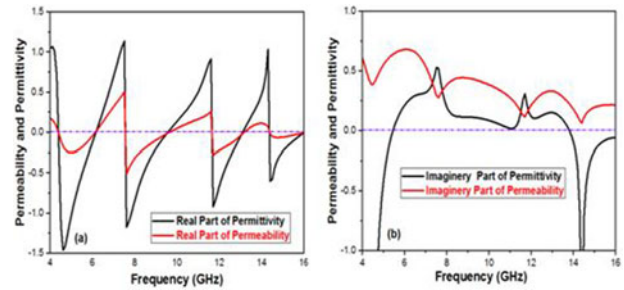 Permeability and Permittivity
1.5
1.0
0.5
0.0
-0.5
-1.0
-1.5
(a)
Real Part of Permittivity
Real Part of Permeability
4 6 8 10 12 14 16
Frequency (GHz)
Permeability and Permittivity
1.0
0.5
0.0
-0.5
-1.0
Imaginery Part of Permittivity
Imaginery Part of Permeability
(b)
4 6 8 10 12 14 16
Frequency (GHz)